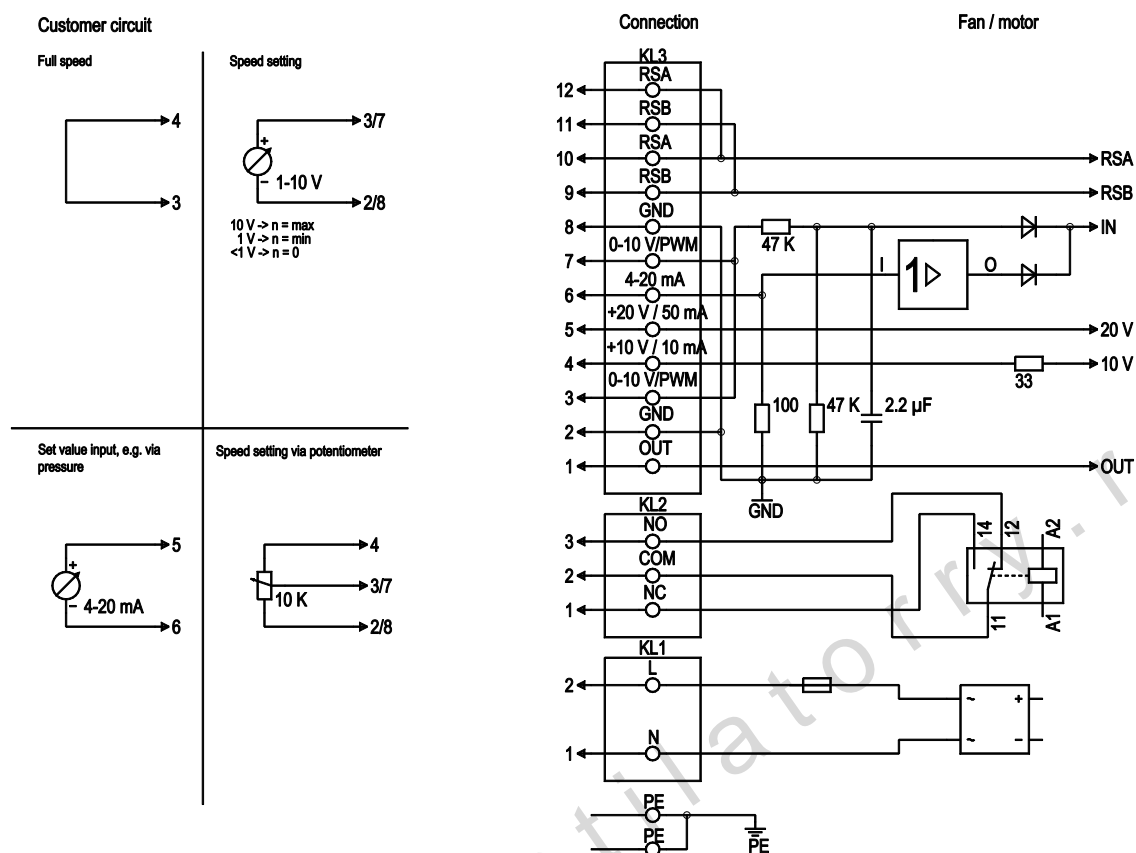 Customer circuit
Connection
Fan / motor
Full speed
Speed setting
4
3
3/7
+
1-10 V
−
2/8
10 V -> n = max
1 V -> n = min
<1 V -> n = 0
Set value input, e.g. via
pressure
Speed setting via potentiometer
5
+
4-20 mA
−
6
4
3/7
10 K
2/8
KL3
RSA
12
RSB
11
RSA
10
RSA
RSB
9
RSB
GND
8
47 K
IN
0-10 V/PWM
7
I
1
O
4-20 mA
6
+20 V / 50 mA
5
20 V
+10 V / 10 mA
4
33
10 V
0-10 V/PWM
3
100
47 K
2.2 µF
GND
2
OUT
1
OUT
GND
KL2
NO
3
COM
2
NC
1
14
12
A2
11
A1
KL1
L
2
~
+
N
1
~
−
PE
PE
PE
tilatorry.r